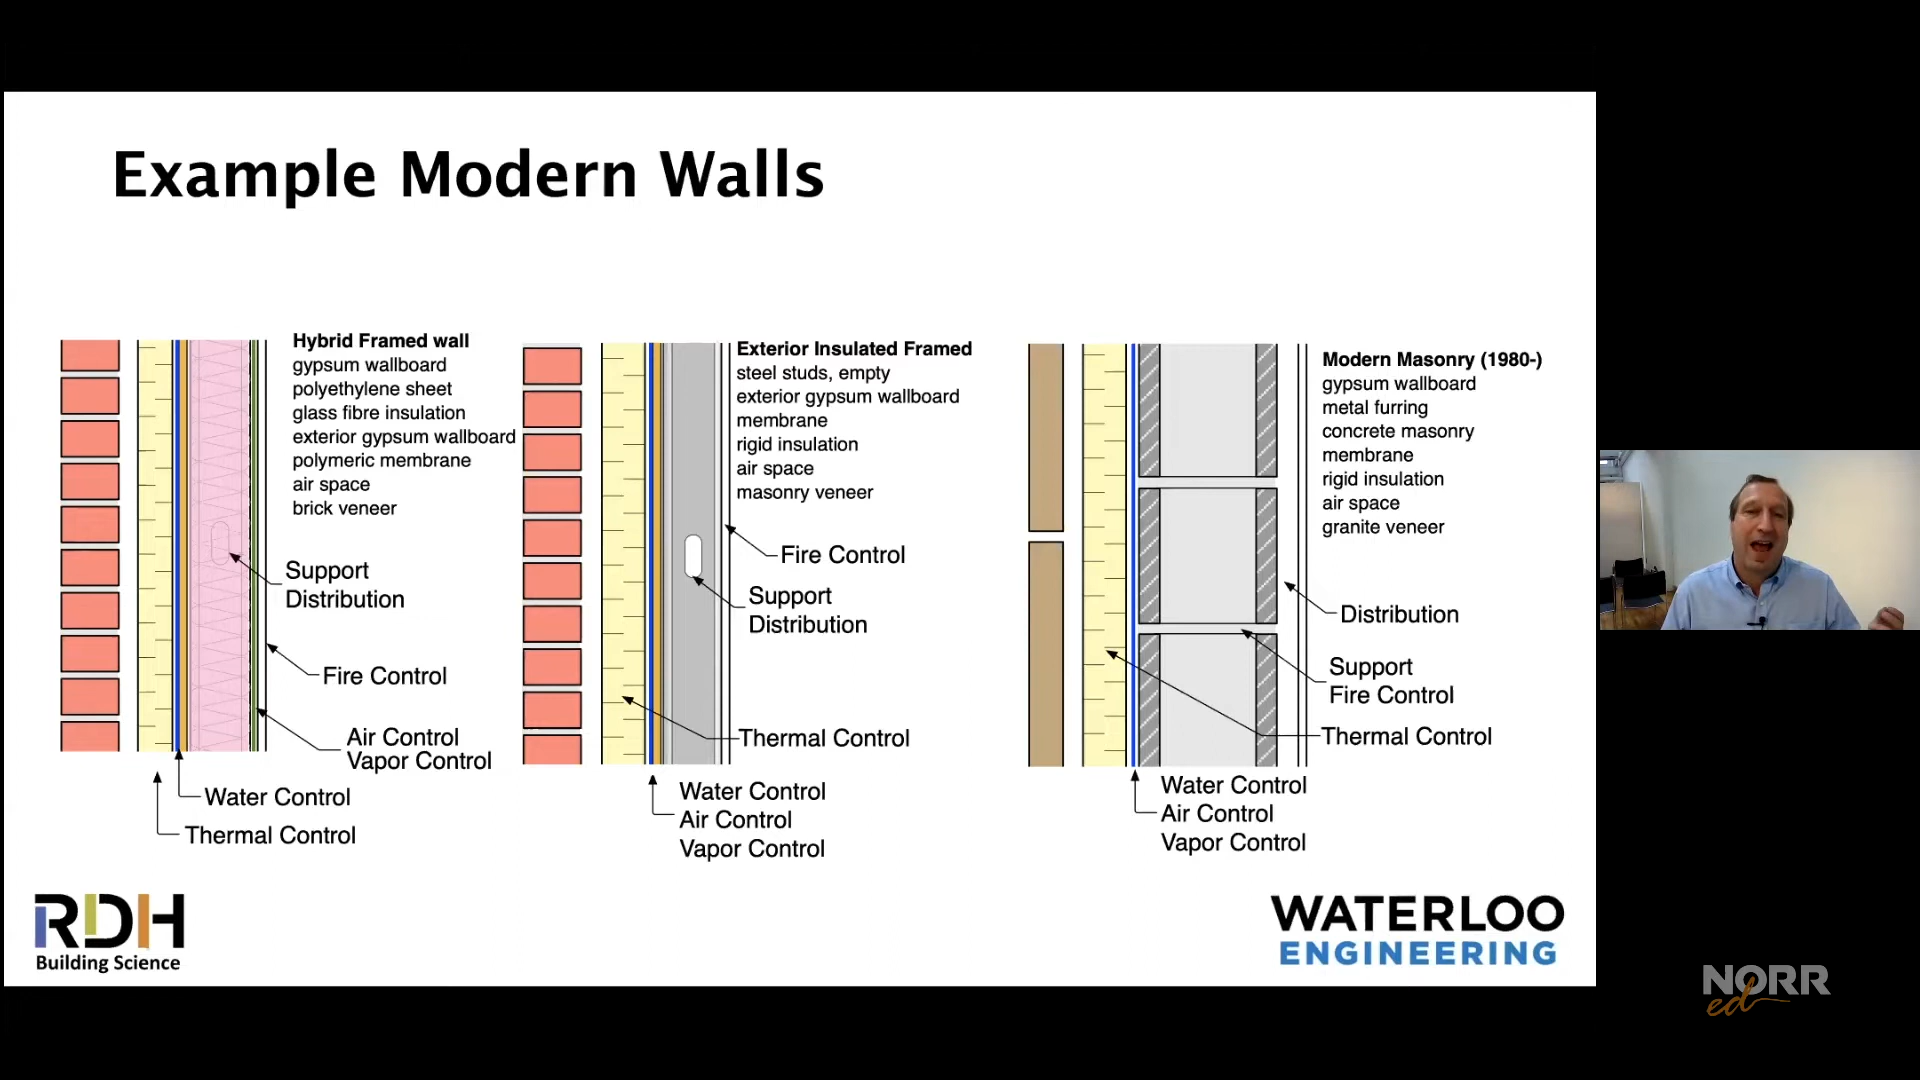 Example Modern Walls
Hybrid Framed wall
gypsum wallboard
polyethylene sheet
glass fibre insulation
exterior gypsum wallboard
polymeric membrane
air space
brick veneer
Support
Distribution
Fire Control
Air Control
Vapor Control
Water Control
Thermal Control
Exterior Insulated Framed
steel studs, empty
exterior gypsum wallboard
membrane
rigid insulation
air space
masonry veneer
Fire Control
Support
Distribution
Thermal Control
Water Control
Air Control
Vapor Control
Modern Masonry (1980-)
gypsum wallboard
metal furring
concrete masonry
membrane
rigid insulation
air space
granite veneer
Distribution
Support
Fire Control
Thermal Control
Water Control
Air Control
Vapor Control
RDH
Building Science
WATERLOO
ENGINEERING
NORR
ed